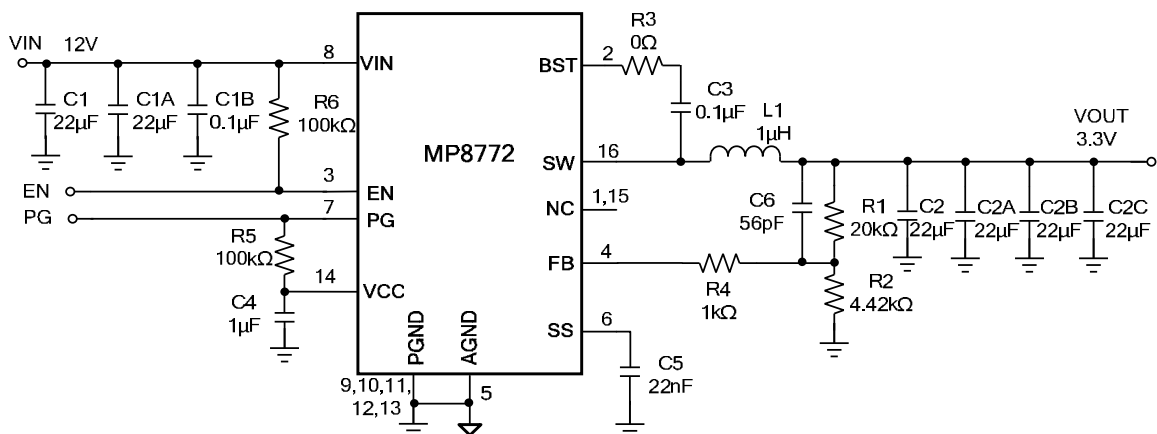 VIN
12V
8
VIN
C1
22µF
C1A
22µF
C1B
0.1µF
R6
100kΩ
EN
3
EN
PG
7
PG
R5
100kΩ
14
VCC
C4
1µF
MP8772
PGND
AGND
9,10,11,
12,13
5
BST
2
R3
0Ω
C3
0.1µF
L1
1µH
SW
16
NC
1,15
FB
4
R4
1kΩ
C6
56pF
R1
20kΩ
R2
4.42kΩ
SS
6
C5
22nF
C2
22µF
C2A
22µF
C2B
22µF
C2C
22µF
VOUT
3.3V